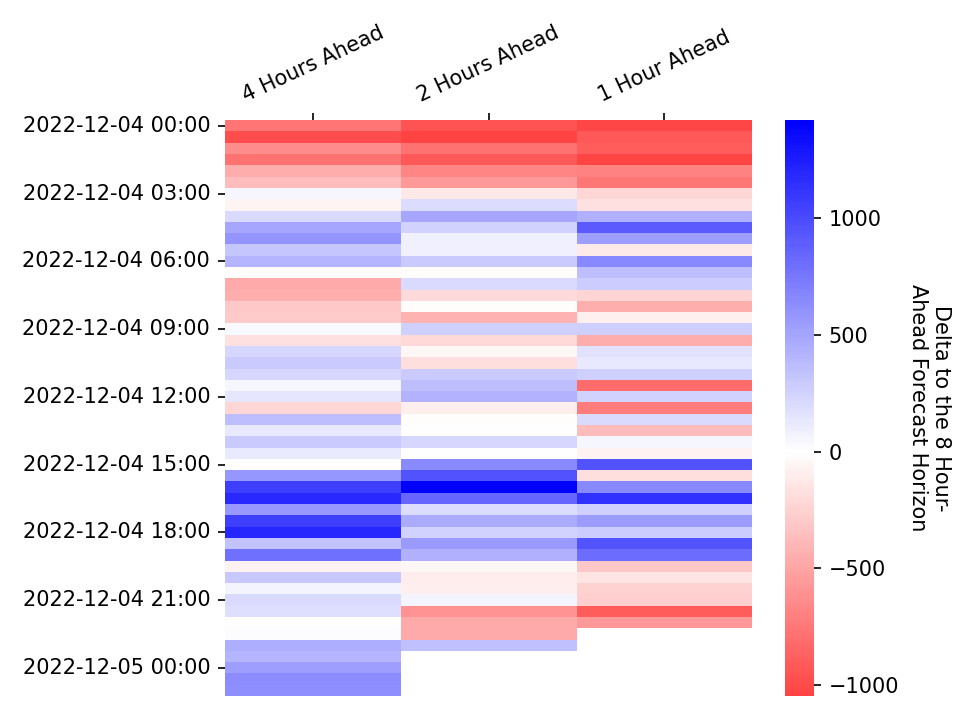 4 Hours Ahead
2 Hours Ahead
1 Hour Ahead
2022-12-04 00:00
2022-12-04 03:00
2022-12-04 06:00
2022-12-04 09:00
2022-12-04 12:00
2022-12-04 15:00
2022-12-04 18:00
2022-12-04 21:00
2022-12-05 00:00
1000
500
0
−500
−1000
Delta to the 8 Hour-
Ahead Forecast Horizon